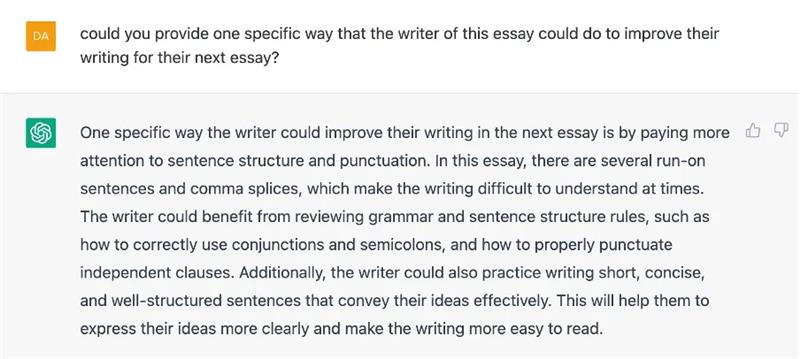 DA
could you provide one specific way that the writer of this essay could do to improve their
writing for their next essay?
One specific way the writer could improve their writing in the next essay is by paying more
attention to sentence structure and punctuation. In this essay, there are several run-on
sentences and comma splices, which make the writing difficult to understand at times.
The writer could benefit from reviewing grammar and sentence structure rules, such as
how to correctly use conjunctions and semicolons, and how to properly punctuate
independent clauses. Additionally, the writer could also practice writing short, concise,
and well-structured sentences that convey their ideas effectively. This will help them to
express their ideas more clearly and make the writing more easy to read.